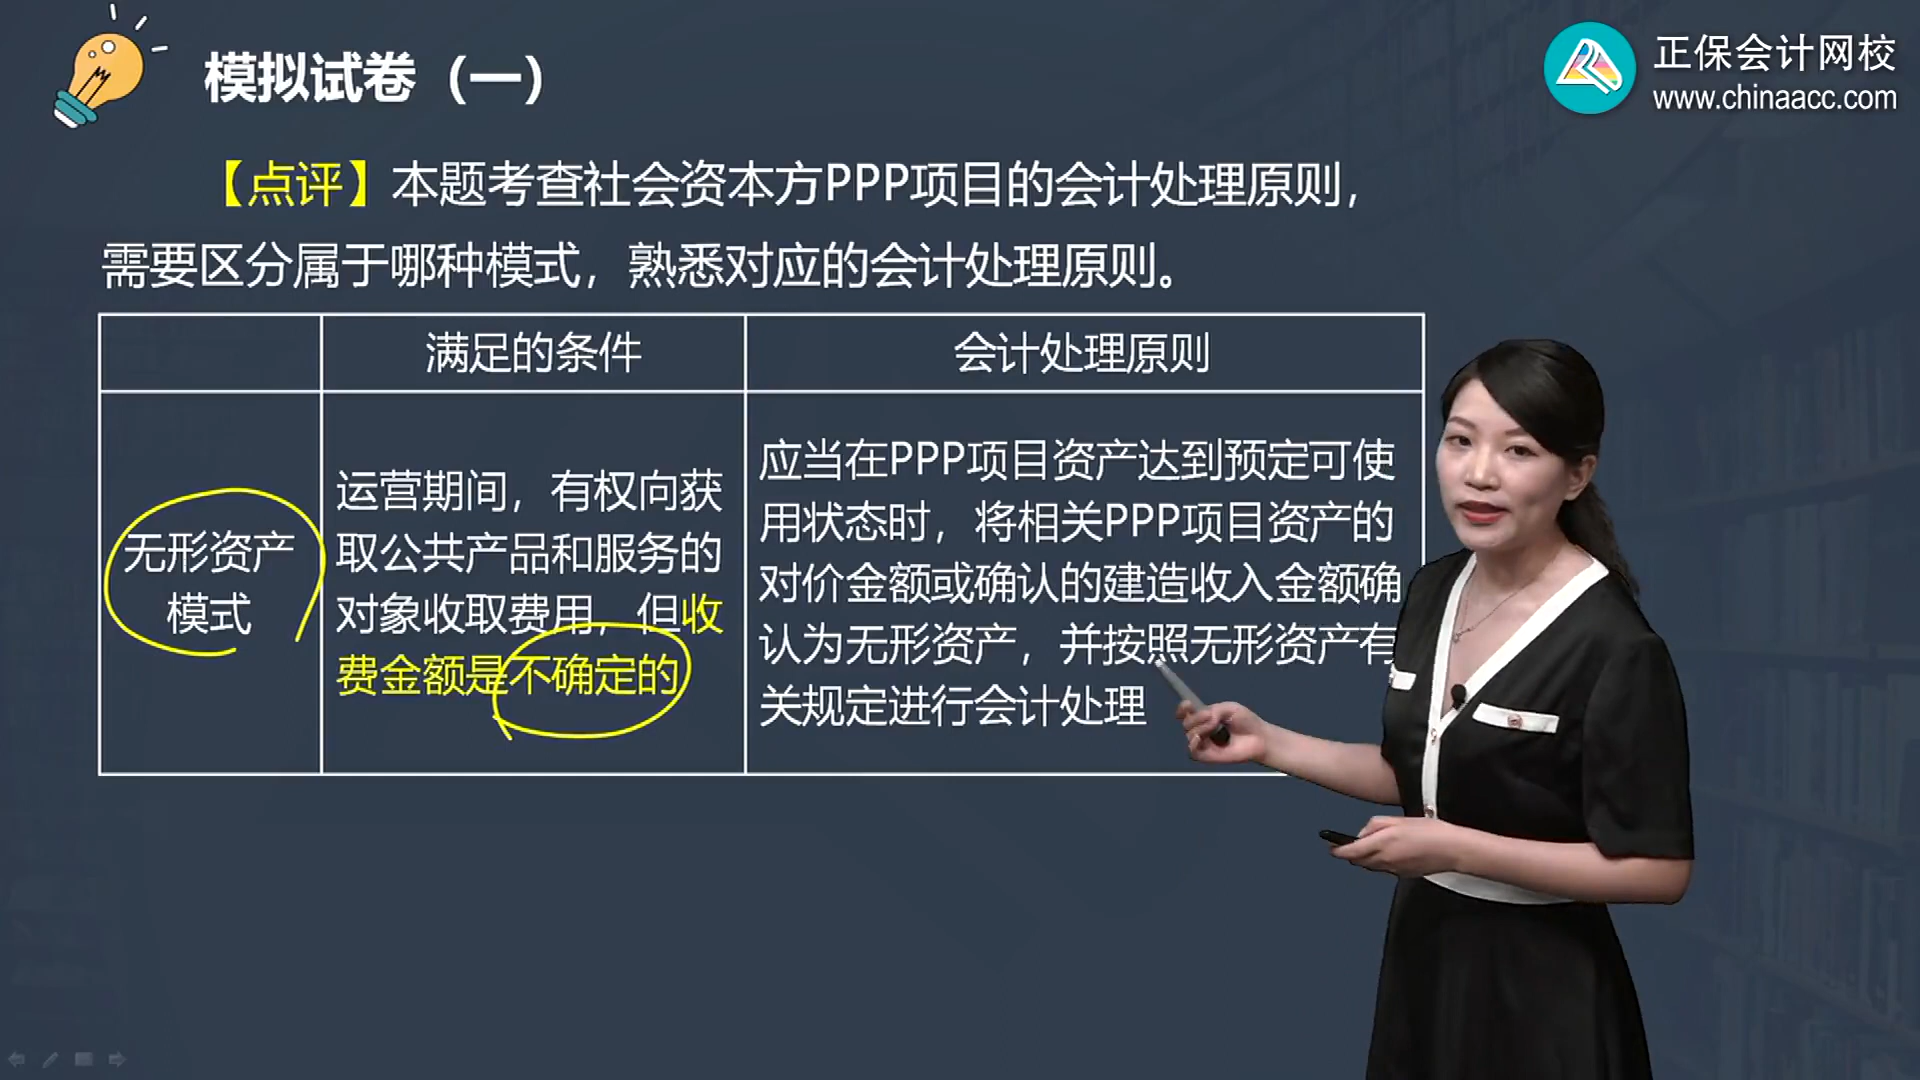 模拟试卷（一）
正保会计网校
www.chinaacc.com
【点评】本题考查社会资本方PPP项目的会计处理原则，
需要区分属于哪种模式，熟悉对应的会计处理原则。
满足的条件
会计处理原则
无形资产
模式
运营期间，有权向获
取公共产品和服务的
对象收取费用，但收
费金额是不确定的
应当在PPP项目资产达到预定可使
用状态时，将相关PPP项目资产的
对价金额或确认的建造收入金额确
认为无形资产，并按照无形资产有
关规定进行会计处理